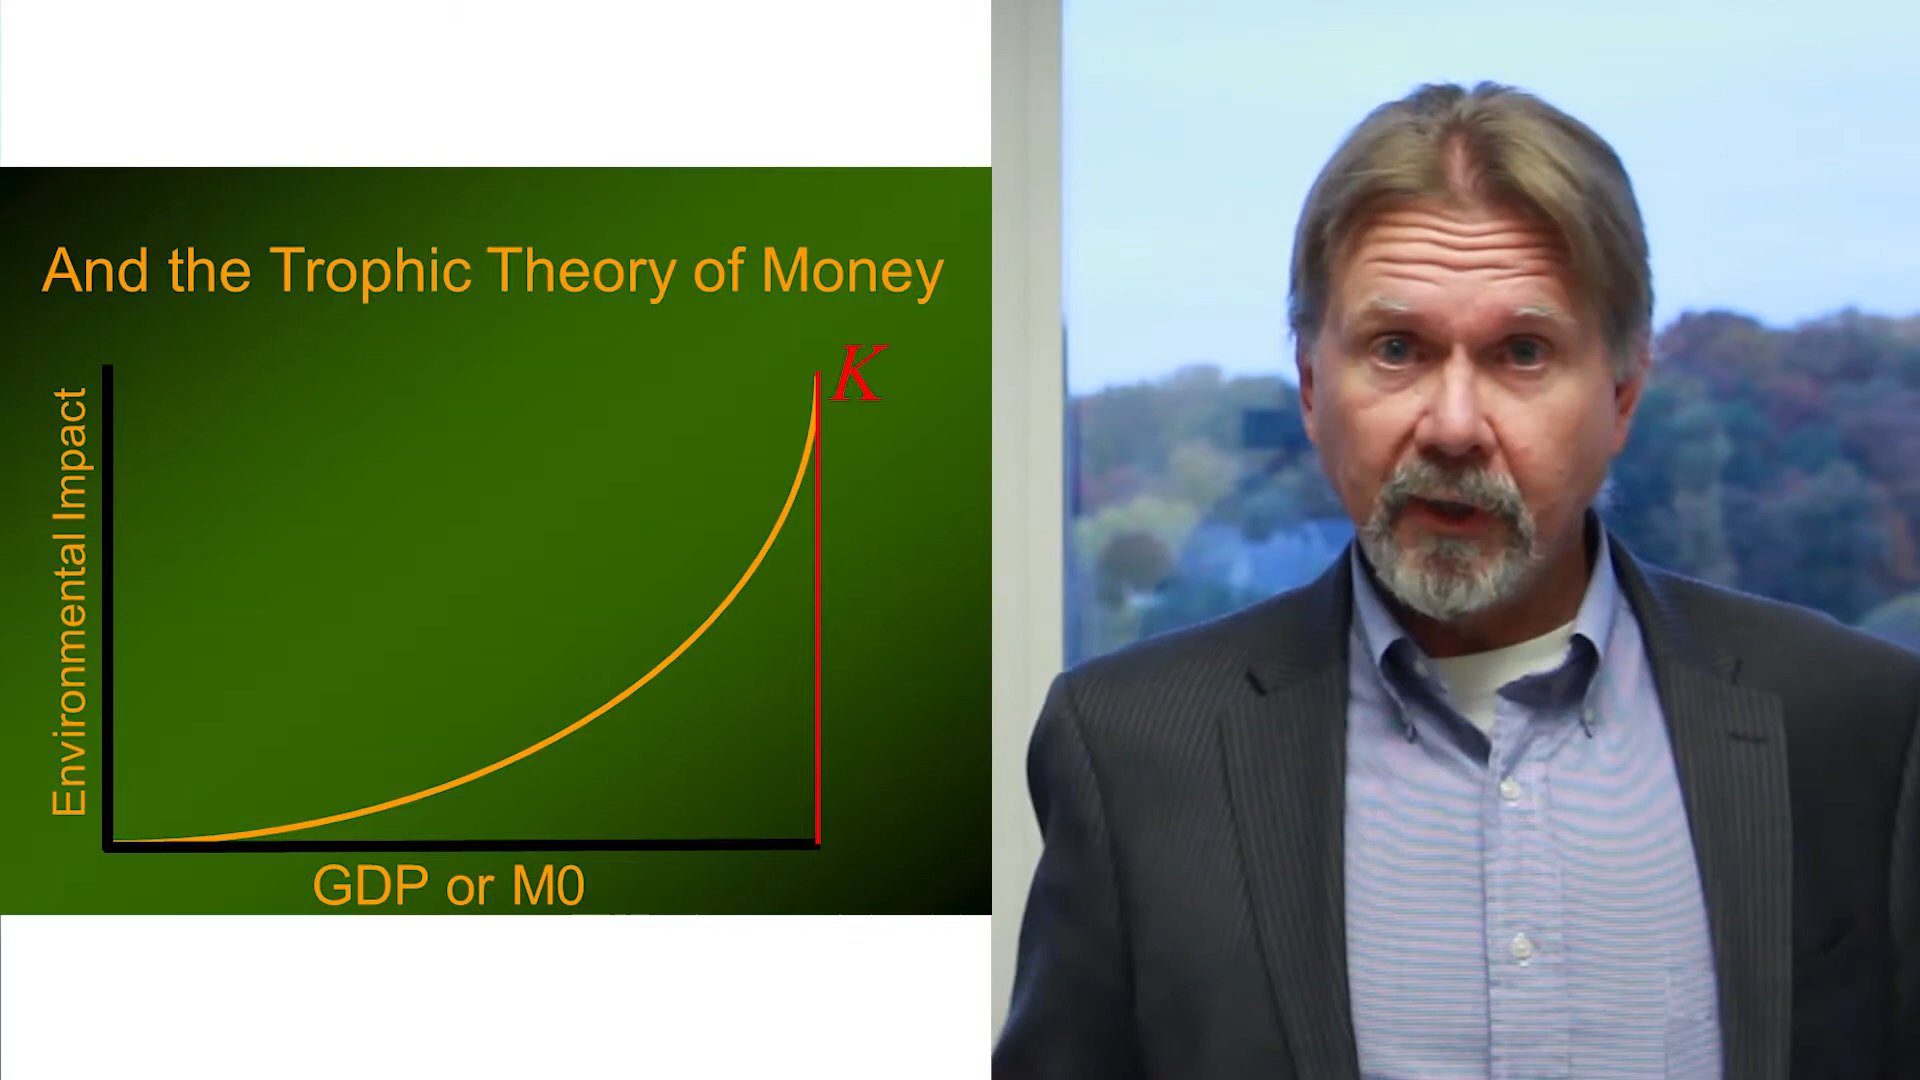 And the Trophic Theory of Money
K
Environmental Impact
GDP or M0